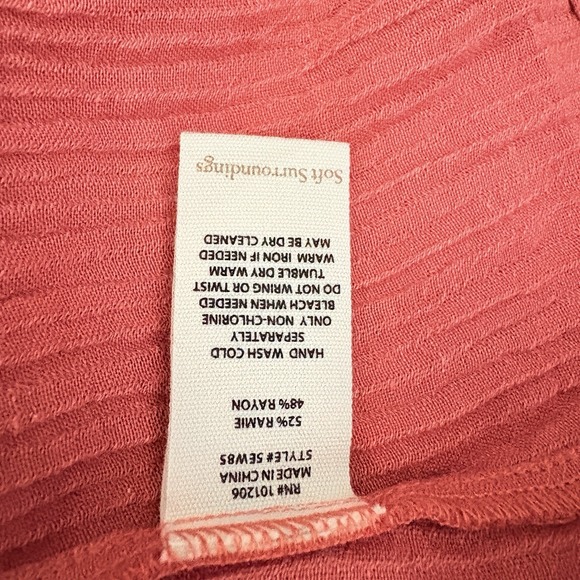 RN# 101206
MADE IN CHINA
STYLE# 5EW85
52% RAMIE
48% RAYON
HAND WASH COLD
SEPARATELY
ONLY NON-CHLORINE
BLEACH WHEN NEEDED
DO NOT WRING OR TWIST
TUMBLE DRY WARM
WARM IRON IF NEEDED
MAY BE DRY CLEANED
Soft Surroundings